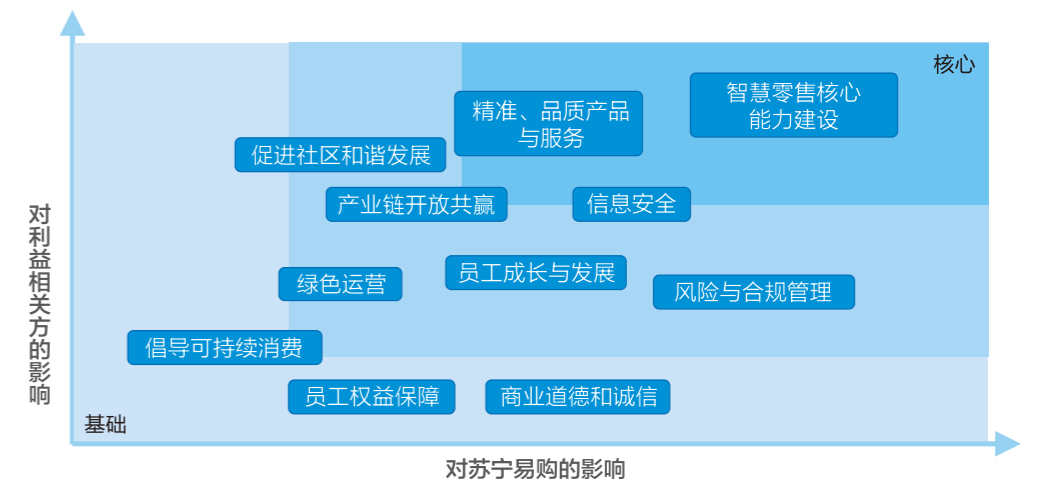 核心
智慧零售核心
能力建设
精准、品质产品
与服务
促进社区和谐发展
产业链开放共赢
信息安全
员工成长与发展
绿色运营
风险与合规管理
倡导可持续消费
员工权益保障
商业道德和诚信
基础
对利益相关方的影响
对苏宁易购的影响